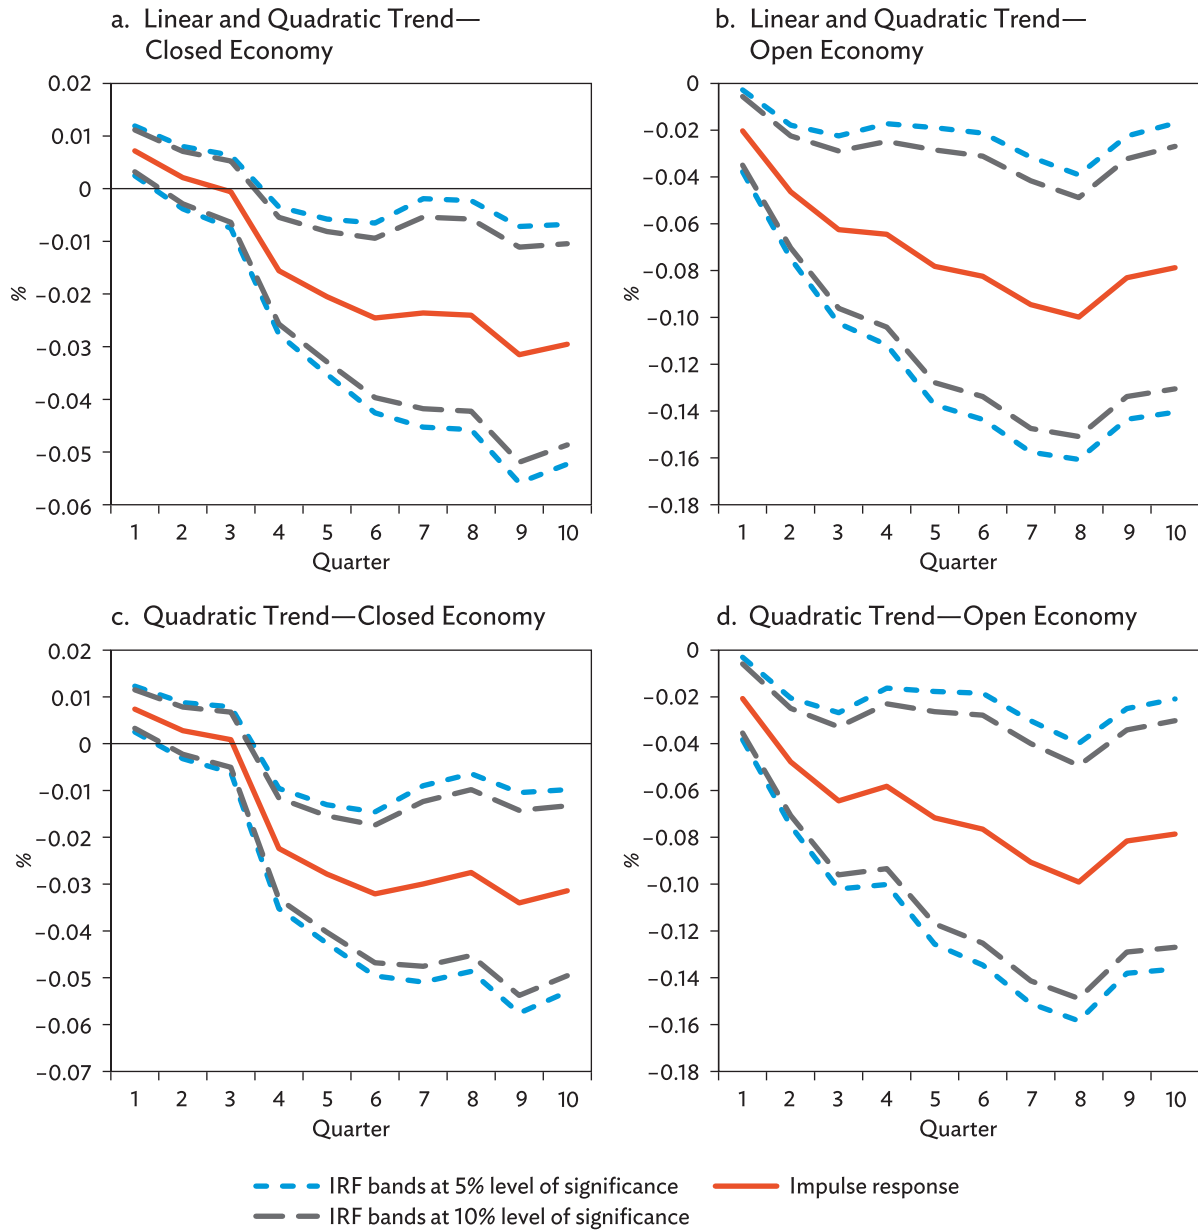 a. Linear and Quadratic Trend—
Closed Economy
0.02
0.01
0
–0.01
–0.02
–0.03
–0.04
–0.05
–0.06
%
1 2 3 4 5 6 7 8 9 10
Quarter
b. Linear and Quadratic Trend—
Open Economy
0
–0.02
–0.04
–0.06
–0.08
–0.10
–0.12
–0.14
–0.16
–0.18
%
1 2 3 4 5 6 7 8 9 10
Quarter
c. Quadratic Trend—Closed Economy
0.02
0.01
0
–0.01
–0.02
–0.03
–0.04
–0.05
–0.06
–0.07
%
1 2 3 4 5 6 7 8 9 10
Quarter
d. Quadratic Trend—Open Economy
0
–0.02
–0.04
–0.06
–0.08
–0.10
–0.12
–0.14
–0.16
–0.18
%
1 2 3 4 5 6 7 8 9 10
Quarter
IRF bands at 5% level of significance
Impulse response
IRF bands at 10% level of significance